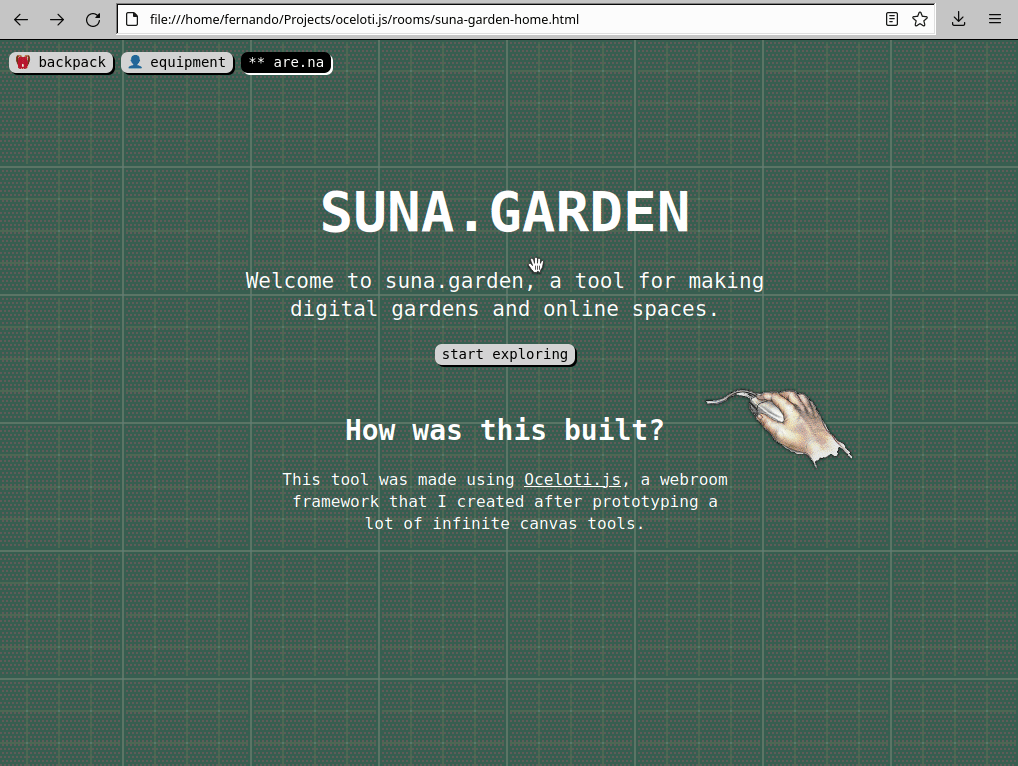 file:///home/fernando/Projects/oceloti.js/rooms/suna-garden-home.html
backpack
equipment
** are.na
SUNA.GARDEN
Welcome to suna.garden, a tool for making
digital gardens and online spaces.
start exploring
How was this built?
This tool was made using Oceloti.js, a webroom
framework that I created after prototyping a
lot of infinite canvas tools.